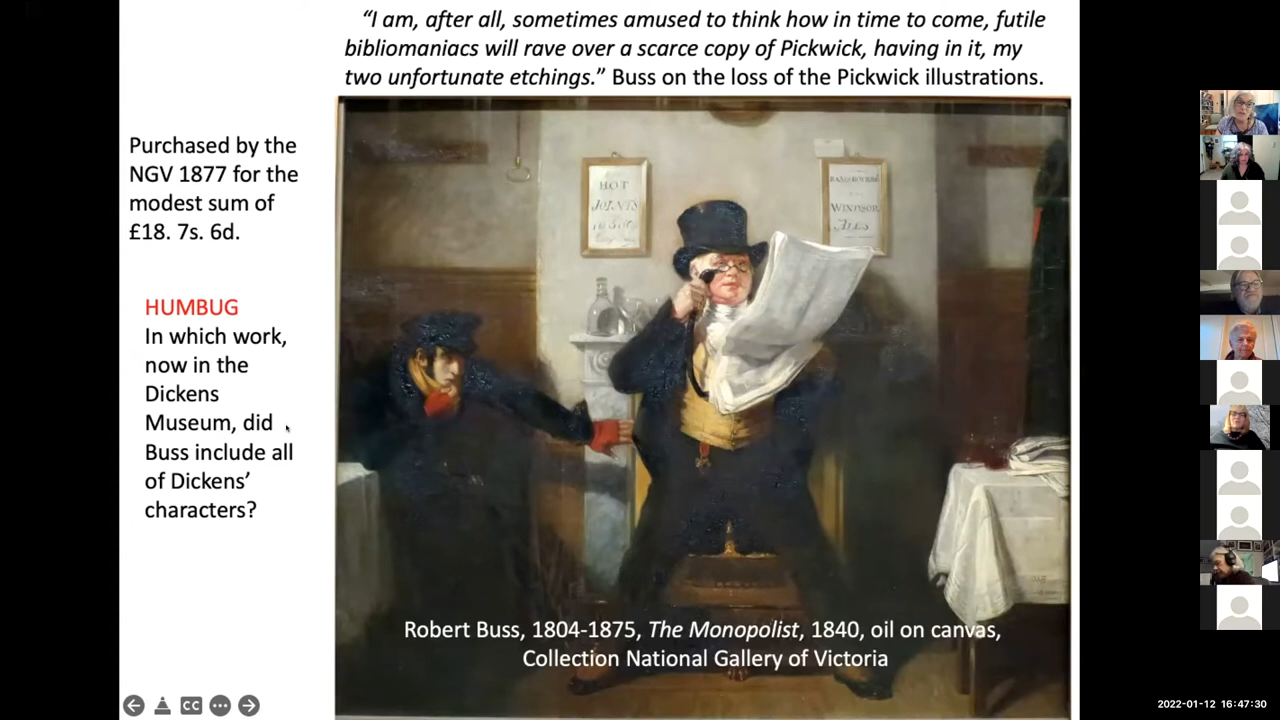 “I am, after all, sometimes amused to think how in time to come, futile
bibliomaniacs will rave over a scarce copy of Pickwick, having in it, my
two unfortunate etchings.” Buss on the loss of the Pickwick illustrations.
Purchased by the
NGV 1877 for the
modest sum of
£18. 7s. 6d.
HUMBUG
In which work,
now in the
Dickens
Museum, did
Buss include all
of Dickens’
characters?
HOT
JOINTS
WINDSOR
ALES
Robert Buss, 1804-1875, The Monopolist, 1840, oil on canvas,
Collection National Gallery of Victoria
CC
2022-01-12 16:47:30